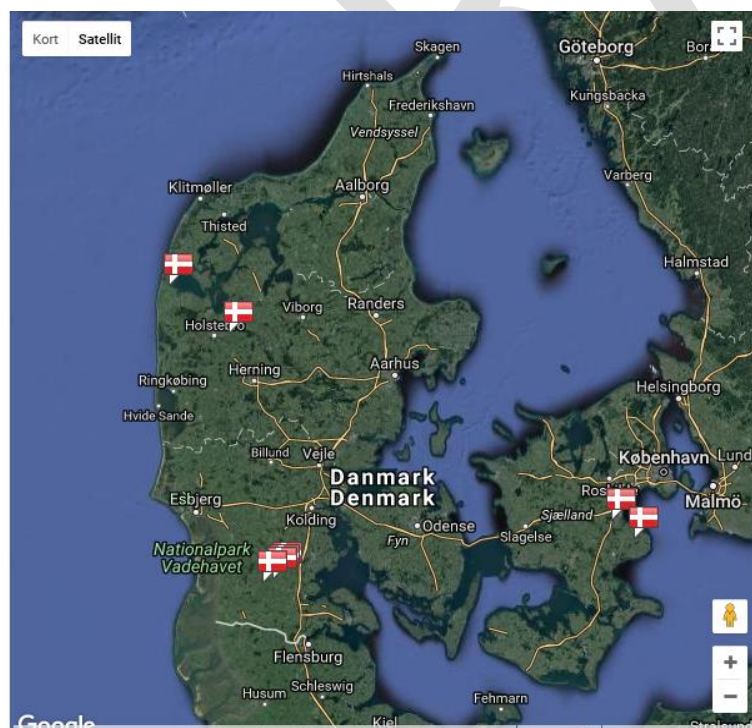 Kort
Satellit
Skagen
Göteborg
Hirtshals
Kungsbacka
Frederikshavn
Vendsyssel
Klitmøller
Aalborg
Varberg
Thisted
Halmstad
Viborg
Randers
Herning
Aarhus
Ringkøbing
Helsingborg
Hvide Sande
København
Lund
Billund
Vejle
Danmark
Denmark
Malmö
Esbjerg
Kolding
Sjælland
Odense
Slagelse
Fyn
Nationalpark
Vadehavet
Flensburg
Schleswig
Husum
Fehmarn
Kiel
Google